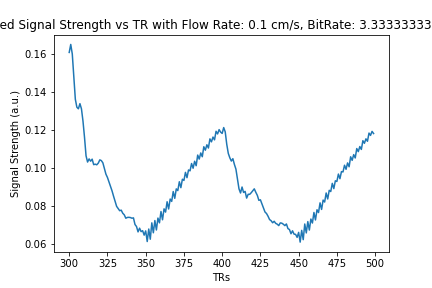 ed Signal Strength vs TR with Flow Rate: 0.1 cm/s, BitRate: 3.33333333
Signal Strength (a.u.)
0.16
0.14
0.12
0.10
0.08
0.06
300 325 350 375 400 425 450 475 500
TRs